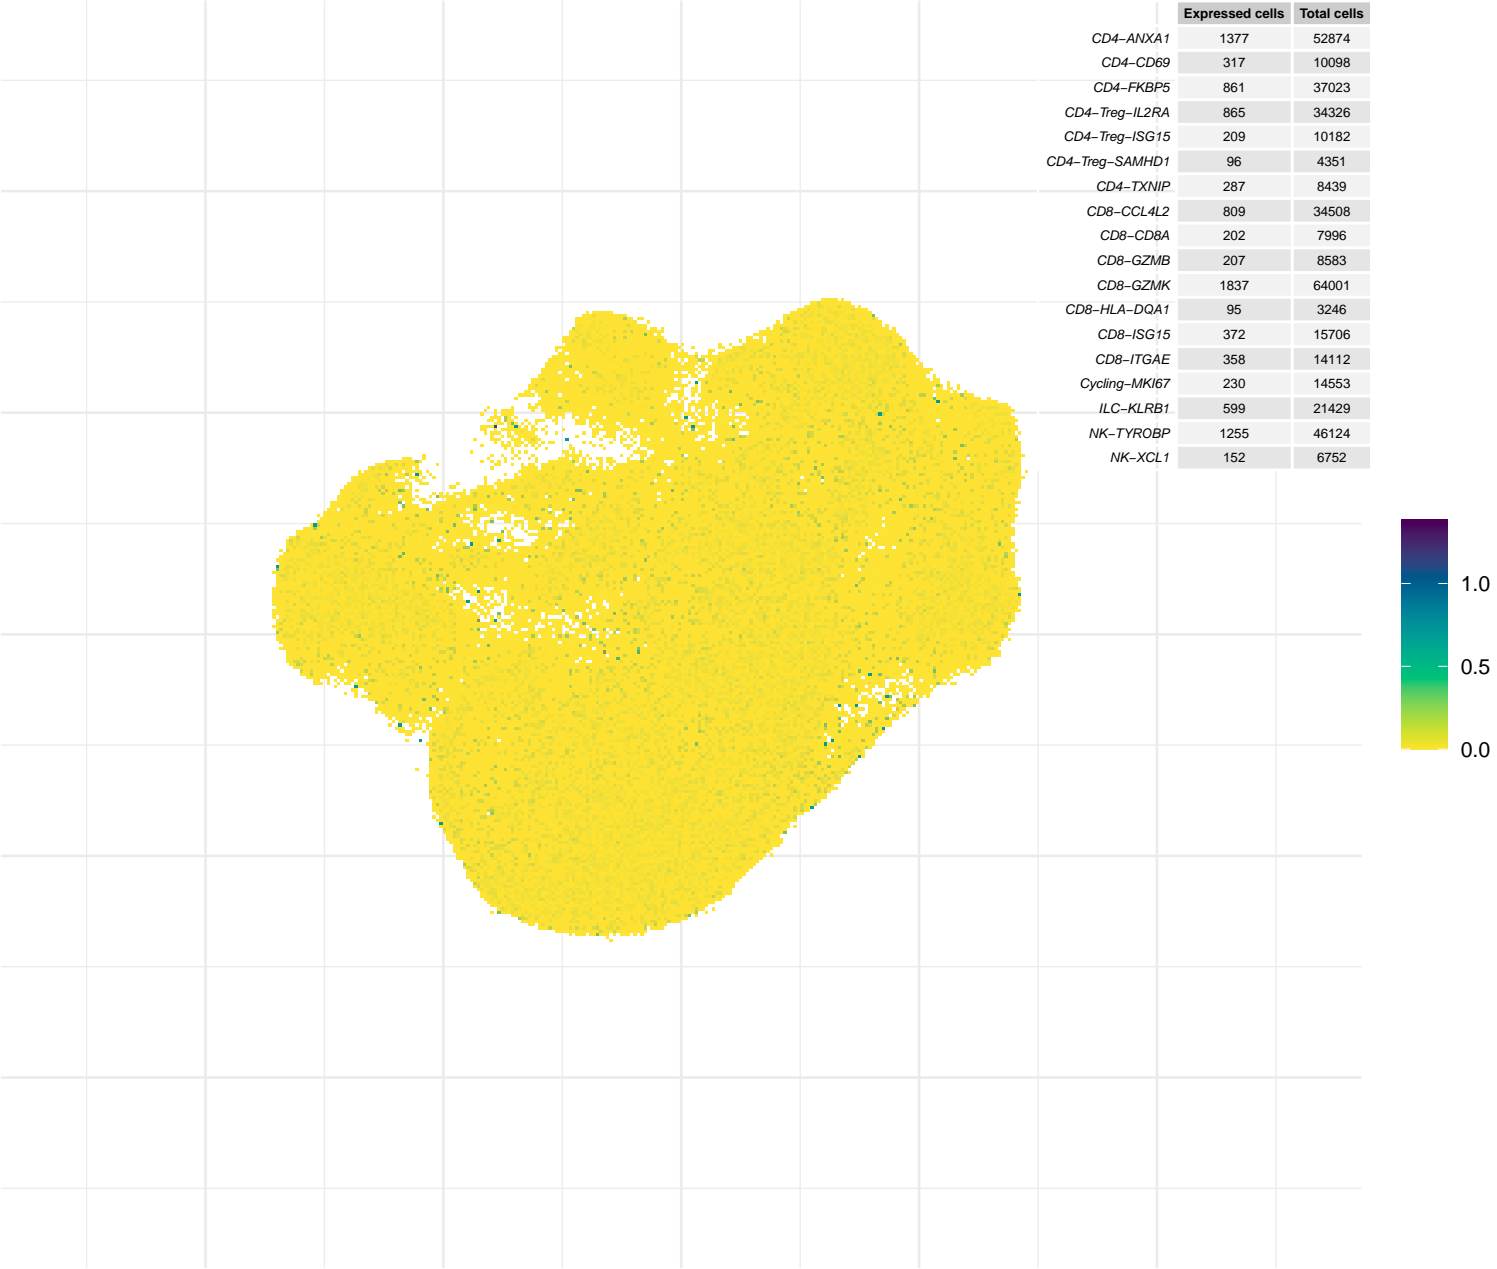 Expressed cells Total cells
CD4−ANXA1 1377 52874
CD4−CD69 317 10098
CD4−FKBP5 861 37023
CD4−Treg−IL2RA 865 34326
CD4−Treg−ISG15 209 10182
CD4−Treg−SAMHD1 96 4351
CD4−TXNIP 287 8439
CD8−CCL4L2 809 34508
CD8−CD8A 202 7996
CD8−GZMB 207 8583
CD8−GZMK 1837 64001
CD8−HLA−DQA1 95 3246
CD8−ISG15 372 15706
CD8−ITGAE 358 14112
Cycling−MKI67 230 14553
ILC−KLRB1 599 21429
NK−TYROBP 1255 46124
NK−XCL1 152 6752
1.0
0.5
0.0